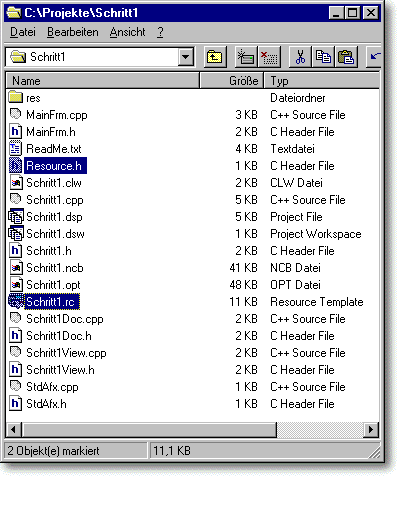 C:\Projekte\Schritt1
Datei Bearbeiten Ansicht ?
Schritt1
Name Größe Typ
res Dateiordner
MainFrm.cpp 3 KB C++ Source File
MainFrm.h 2 KB C Header File
ReadMe.txt 4 KB Textdatei
Resource.h 1 KB C Header File
Schritt1.clw 2 KB CLW Datei
Schritt1.cpp 5 KB C++ Source File
Schritt1.dsp 5 KB Project File
Schritt1.dsw 1 KB Project Workspace
Schritt1.h 2 KB C Header File
Schritt1.ncb 41 KB NCB Datei
Schritt1.opt 48 KB OPT Datei
Schritt1.rc 11 KB Resource Template
Schritt1Doc.cpp 2 KB C++ Source File
Schritt1Doc.h 2 KB C Header File
Schritt1View.cpp 2 KB C++ Source File
Schritt1View.h 2 KB C Header File
StdAfx.cpp 1 KB C++ Source File
StdAfx.h 1 KB C Header File
2 Objekt(e) markiert 11,1 KB